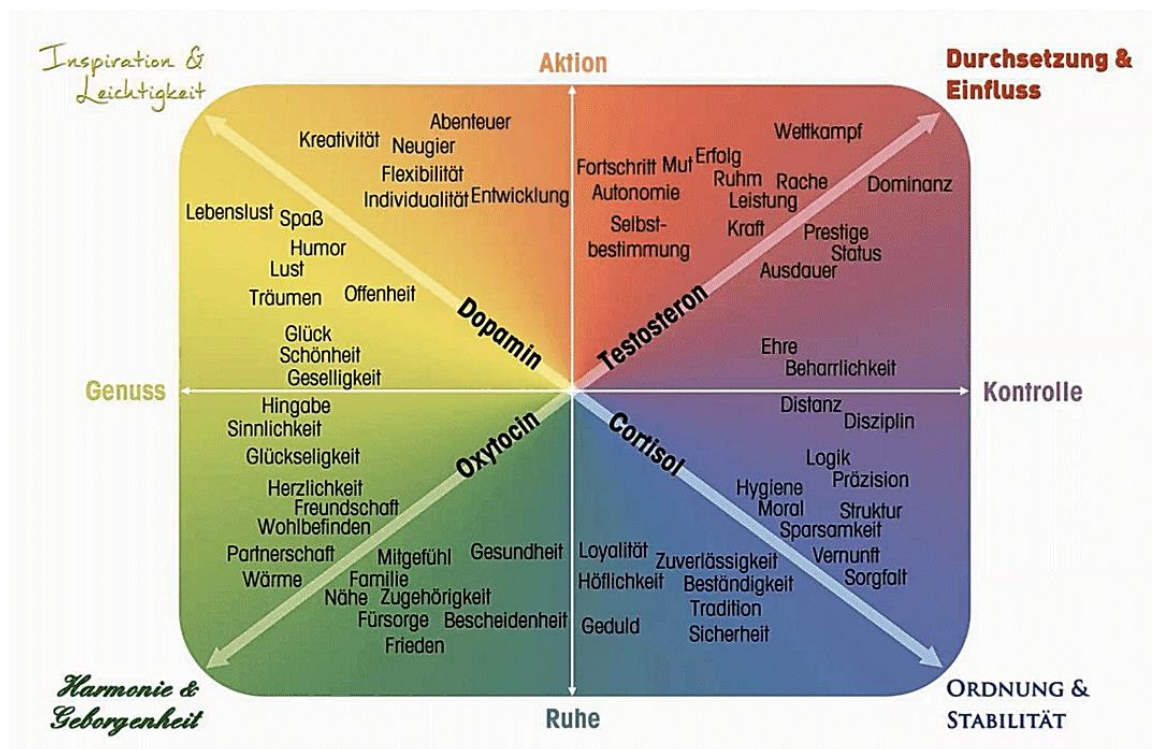 Inspiration &
Leichtigkeit
Aktion
Durchsetzung &
Einfluss
Abenteuer
Kreativität
Neugier
Flexibilität
Individualität
Entwicklung
Lebenslust
Spaß
Humor
Lust
Träumen
Offenheit
Dopamin
Glück
Schönheit
Geselligkeit
Wettkampf
Fortschritt
Mut
Erfolg
Ruhm
Rache
Dominanz
Autonomie
Leistung
Selbst-
bestimmung
Kraft
Prestige
Status
Ausdauer
Testosteron
Ehre
Beharrlichkeit
Genuss
Kontrolle
Hingabe
Sinnlichkeit
Oxytocin
Glückseligkeit
Herzlichkeit
Freundschaft
Wohlbefinden
Partnerschaft
Mitgefühl
Gesundheit
Wärme
Familie
Nähe
Zugehörigkeit
Fürsorge
Bescheidenheit
Frieden
Distanz
Disziplin
Cortisol
Logik
Präzision
Hygiene
Moral
Struktur
Sparsamkeit
Loyalität
Zuverlässigkeit
Vernunft
Höflichkeit
Beständigkeit
Sorgfalt
Tradition
Geduld
Sicherheit
Harmonie &
Geborgenheit
Ruhe
ORDNUNG &
STABILITÄT